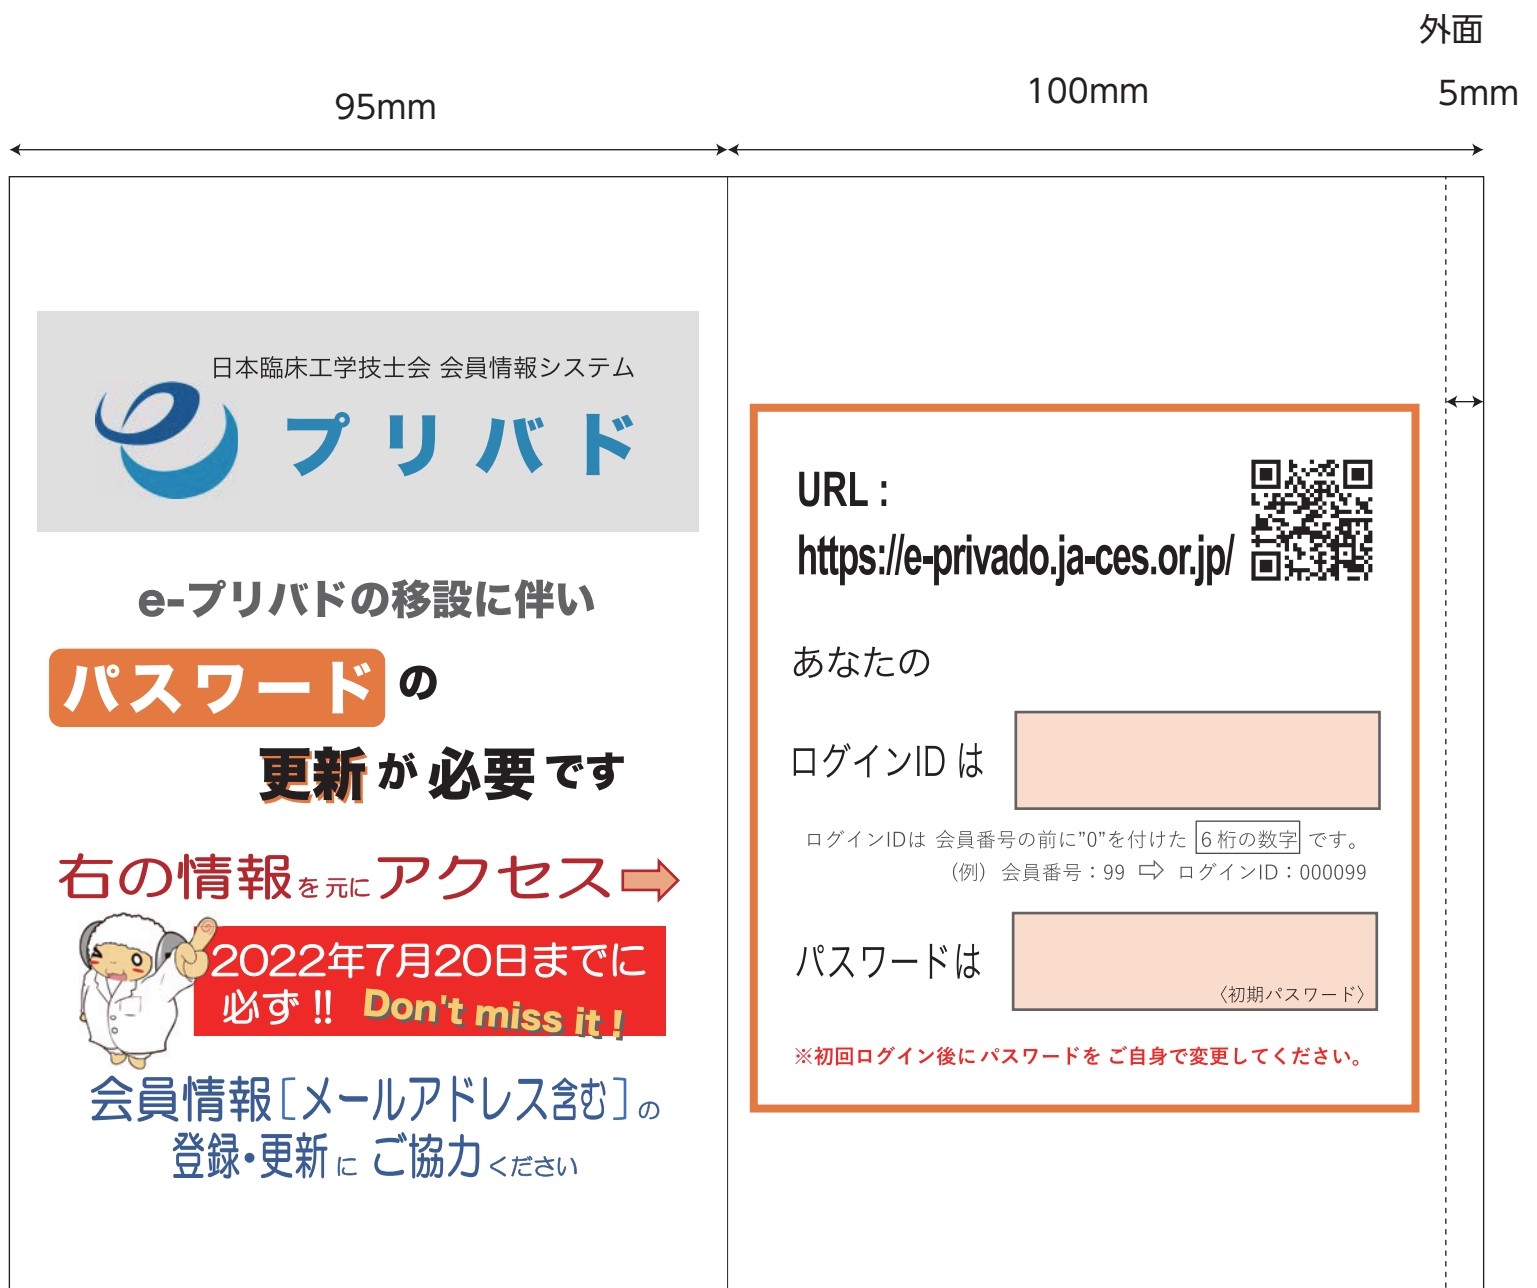 外面
95mm
100mm
5mm
日本臨床工学技士会 会員情報システム
プリバド
e-プリバドの移設に伴い
パスワードの
更新が必要です
右の情報を元にアクセス⇨
2022年7月20日までに
必ず!! Don't miss it !
会員情報[メールアドレス含む]の
登録・更新にご協力ください
URL :
https://e-privado.ja-ces.or.jp/
あなたの
ログインID は
ログインIDは 会員番号の前に"0"を付けた 6桁の数字 です。
(例) 会員番号:99 ⇨ ログインID:000099
パスワードは
〈初期パスワード〉
※初回ログイン後にパスワードを ご自身で変更してください。